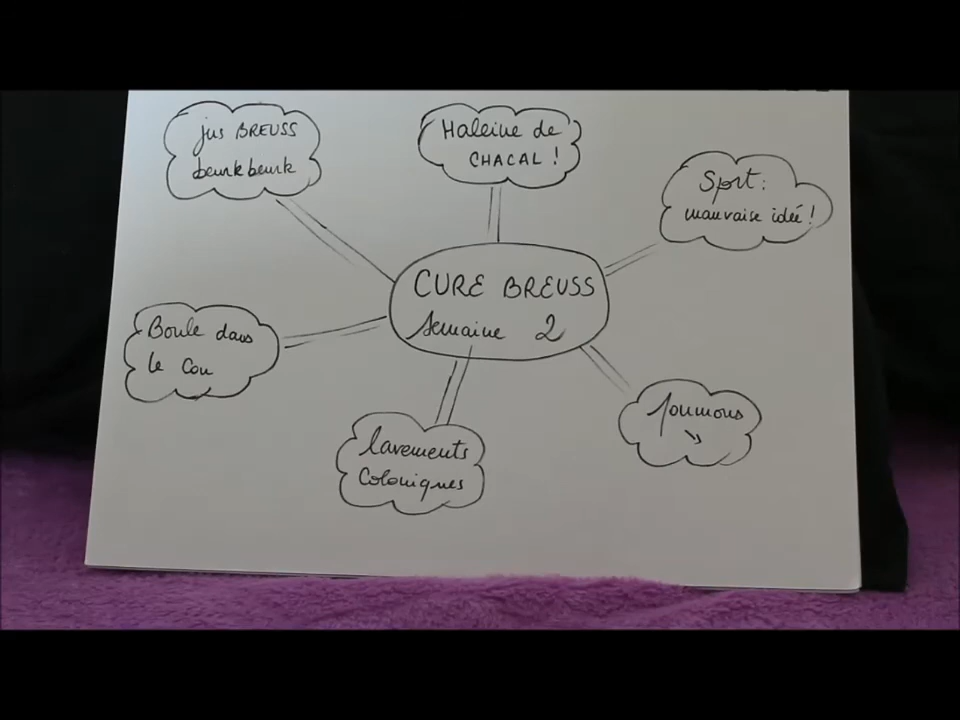 jus BREUSS
beurk beurk
Haleine de
CHACAL !
Sport :
mauvaise idée !
CURE BREUSS
Semaine 2
Boule dans
le Cou
Poumons
lavements
Coloniques